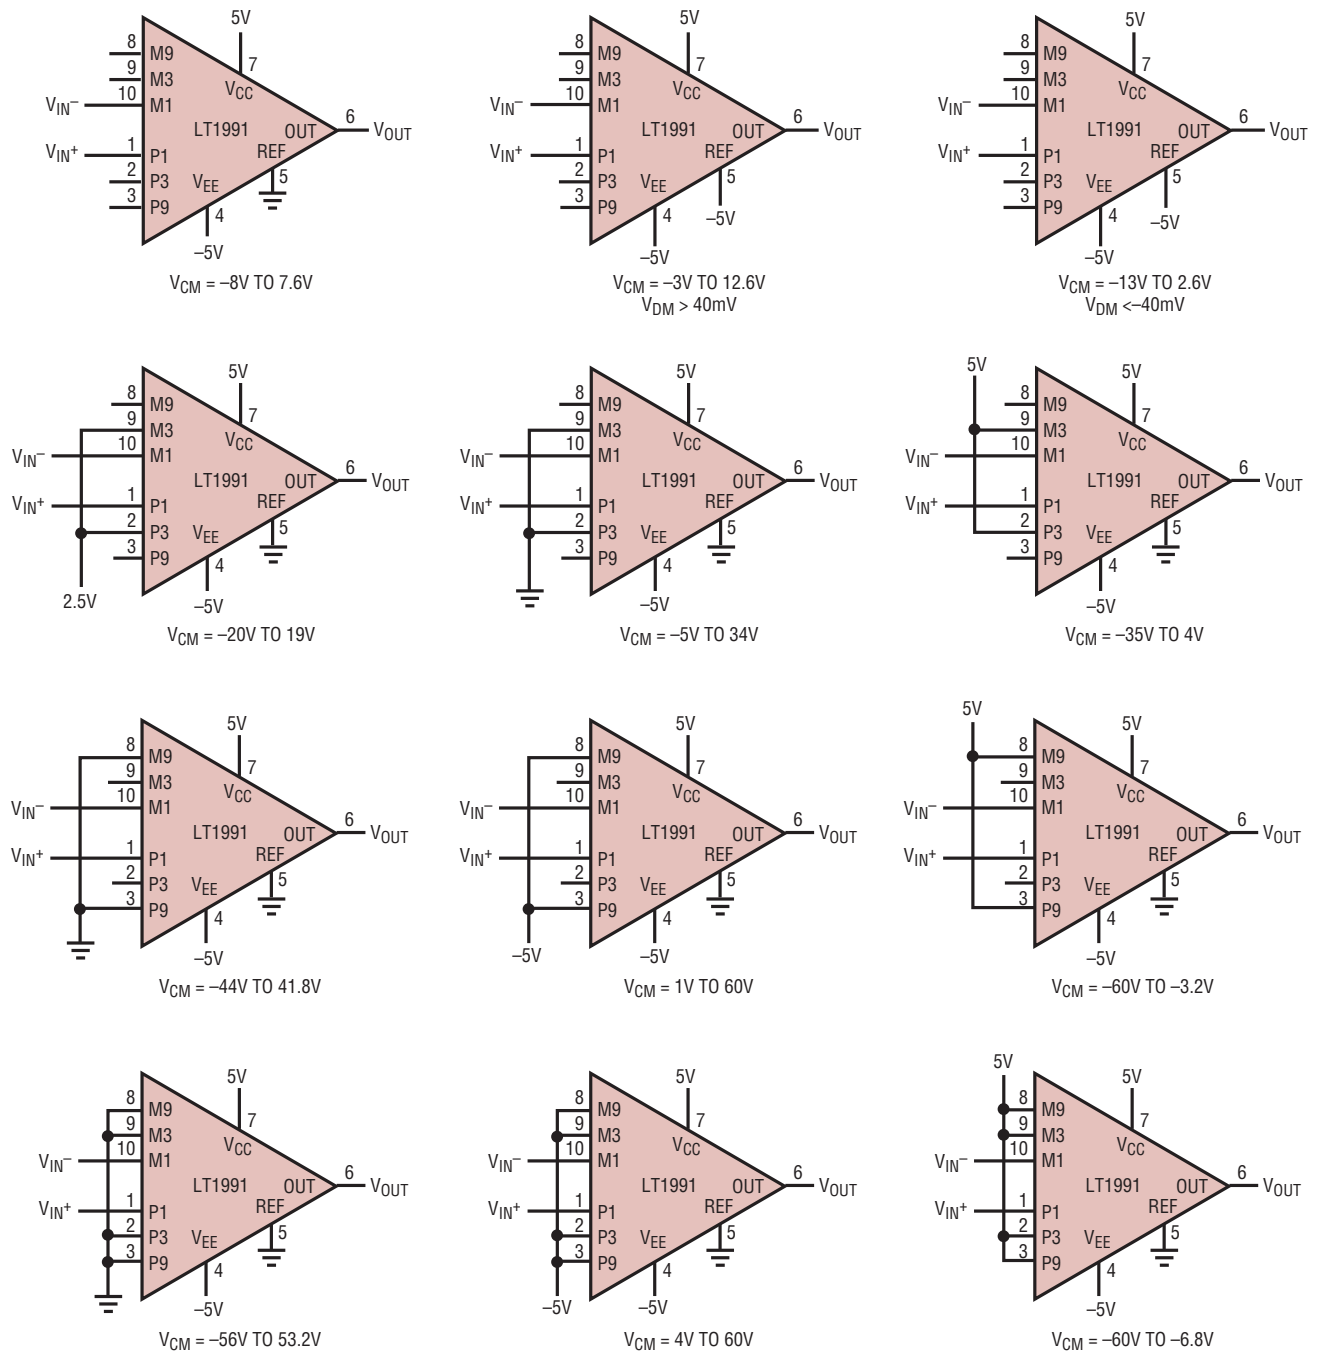 5V
8 M9
7
9 M3
VCC
VIN– 10 M1
LT1991 OUT 6 VOUT
VIN+ 1 P1
REF
2 P3 VEE 5
3 P9 4
–5V
VCM = –8V TO 7.6V
5V
8 M9
7
9 M3
VCC
VIN– 10 M1
LT1991 OUT 6 VOUT
VIN+ 1 P1
REF
2 P3 VEE 5
3 P9 4 –5V
–5V
VCM = –3V TO 12.6V
VDM > 40mV
5V
8 M9
7
9 M3
VCC
VIN– 10 M1
LT1991 OUT 6 VOUT
VIN+ 1 P1
REF
2 P3 VEE 5
3 P9 4 –5V
–5V
VCM = –13V TO 2.6V
VDM <–40mV
5V
8 M9
7
9 M3
VCC
VIN– 10 M1
LT1991 OUT 6 VOUT
VIN+ 1 P1
REF
2 P3 VEE 5
3 P9 4
2.5V –5V
VCM = –20V TO 19V
5V
8 M9
7
9 M3
VCC
VIN– 10 M1
LT1991 OUT 6 VOUT
VIN+ 1 P1
REF
2 P3 VEE 5
3 P9 4
–5V
VCM = –5V TO 34V
5V 5V
8 M9
7
9 M3
VCC
VIN– 10 M1
LT1991 OUT 6 VOUT
VIN+ 1 P1
REF
2 P3 VEE 5
3 P9 4
–5V
VCM = –35V TO 4V
5V
8 M9
7
9 M3
VCC
VIN– 10 M1
LT1991 OUT 6 VOUT
VIN+ 1 P1
REF
2 P3 VEE 5
3 P9 4
–5V
VCM = –44V TO 41.8V
5V
8 M9
7
9 M3
VCC
VIN– 10 M1
LT1991 OUT 6 VOUT
VIN+ 1 P1
REF
2 P3 VEE 5
3 P9 4
–5V –5V
VCM = 1V TO 60V
5V 5V
8 M9
7
9 M3
VCC
VIN– 10 M1
LT1991 OUT 6 VOUT
VIN+ 1 P1
REF
2 P3 VEE 5
3 P9 4
–5V
VCM = –60V TO –3.2V
5V
8 M9
7
9 M3
VCC
VIN– 10 M1
LT1991 OUT 6 VOUT
VIN+ 1 P1
REF
2 P3 VEE 5
3 P9 4
–5V
VCM = –56V TO 53.2V
5V
8 M9
7
9 M3
VCC
VIN– 10 M1
LT1991 OUT 6 VOUT
VIN+ 1 P1
REF
2 P3 VEE 5
3 P9 4
–5V –5V
VCM = 4V TO 60V
5V 5V
8 M9
7
9 M3
VCC
VIN– 10 M1
LT1991 OUT 6 VOUT
VIN+ 1 P1
REF
2 P3 VEE 5
3 P9 4
–5V
VCM = –60V TO –6.8V